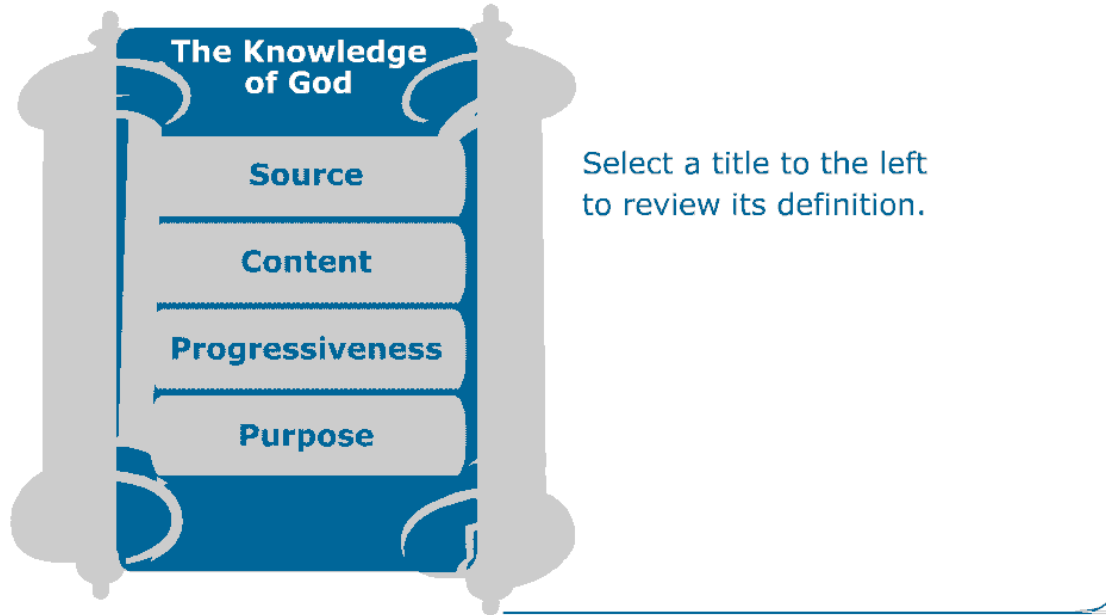 The Knowledge
of God
Source
Content
Progressiveness
Purpose
Select a title to the left
to review its definition.